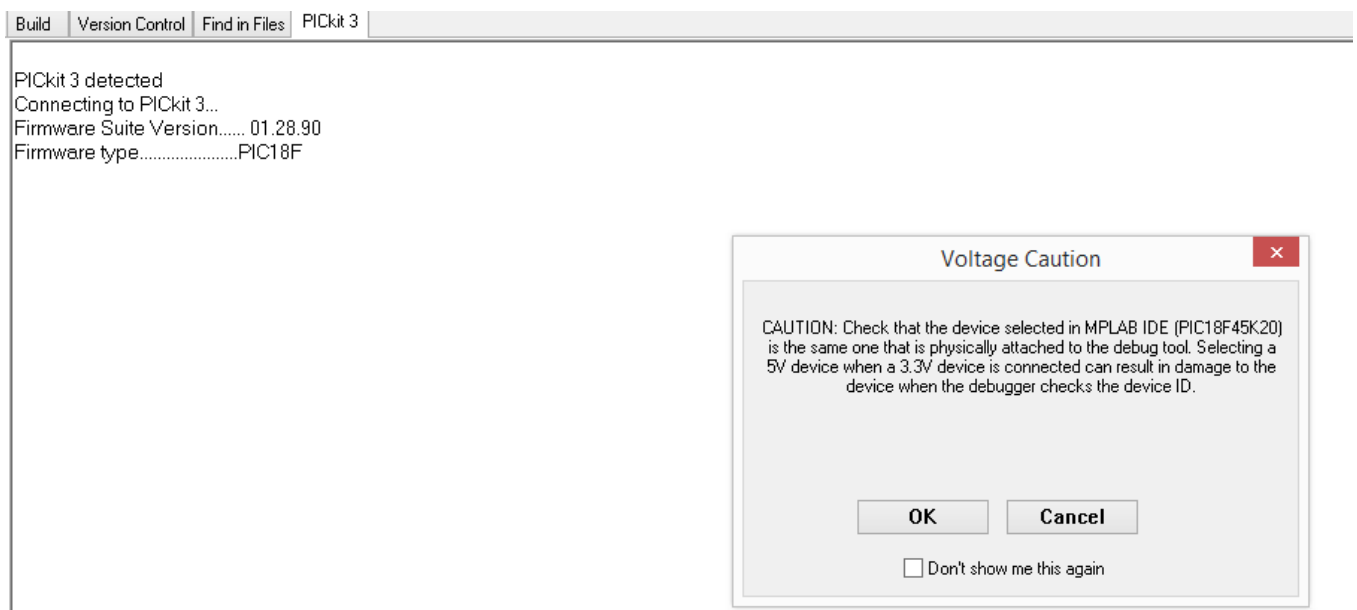 Build Version Control Find in Files PICkit 3
PICkit 3 detected
Connecting to PICkit 3...
Firmware Suite Version...... 01.28.90
Firmware type......................PIC18F
Voltage Caution
CAUTION: Check that the device selected in MPLAB IDE (PIC18F45K20)
is the same one that is physically attached to the debug tool. Selecting a
5V device when a 3.3V device is connected can result in damage to the
device when the debugger checks the device ID.
OK Cancel
Don't show me this again